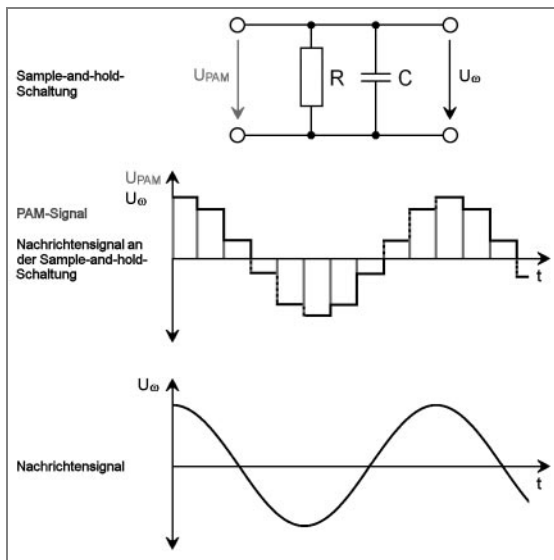 Sample-and-hold-
Schaltung
UPAM
R
C
Uω
UPAM
Uω
PAM-Signal
Nachrichtensignal an
der Sample-and-hold-
Schaltung
t
Uω
Nachrichtensignal
t